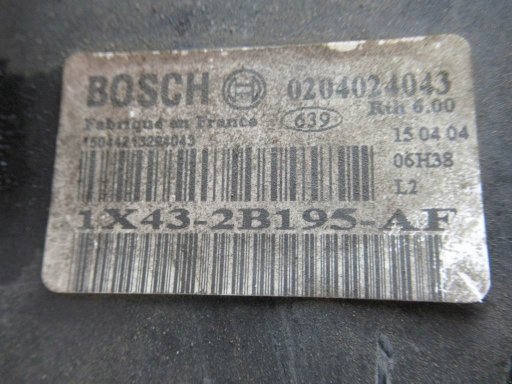 BOSCH 0204024043
Rth 6.00
Fabriqué en France 639
15 04 04
06H38
L2
1X43-2B195-AF